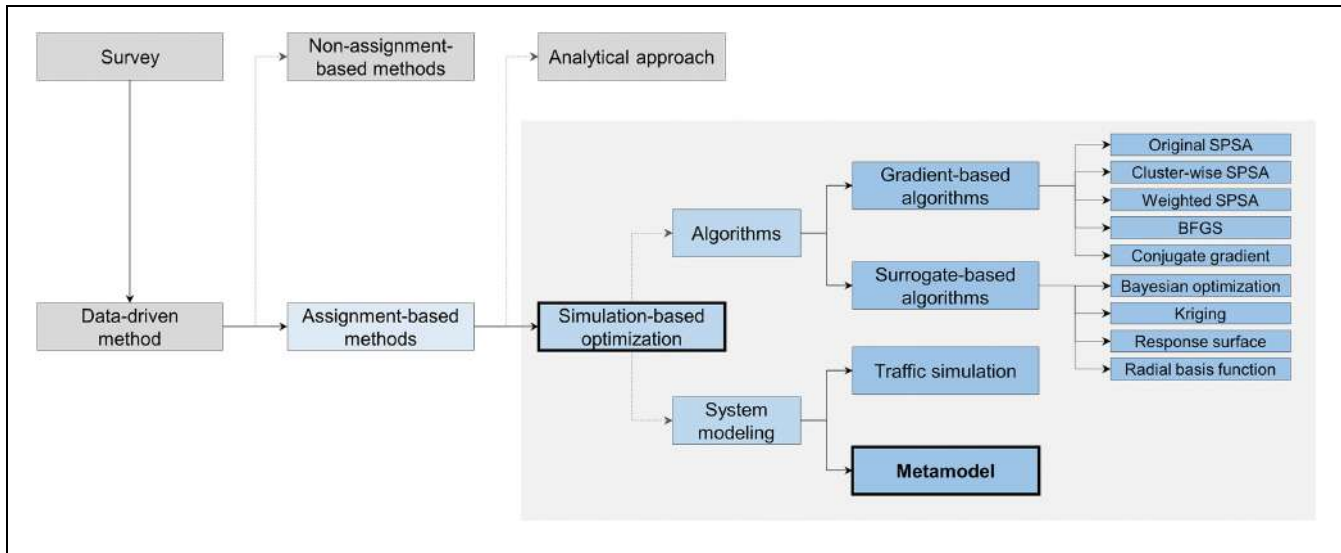 Survey
Non-assignment-
based methods
Analytical approach
Original SPSA
Cluster-wise SPSA
Weighted SPSA
BFGS
Conjugate gradient
Gradient-based
algorithms
Algorithms
Surrogate-based
algorithms
Bayesian optimization
Kriging
Response surface
Radial basis function
Data-driven
method
Assignment-based
methods
Simulation-based
optimization
Traffic simulation
System
modeling
Metamodel